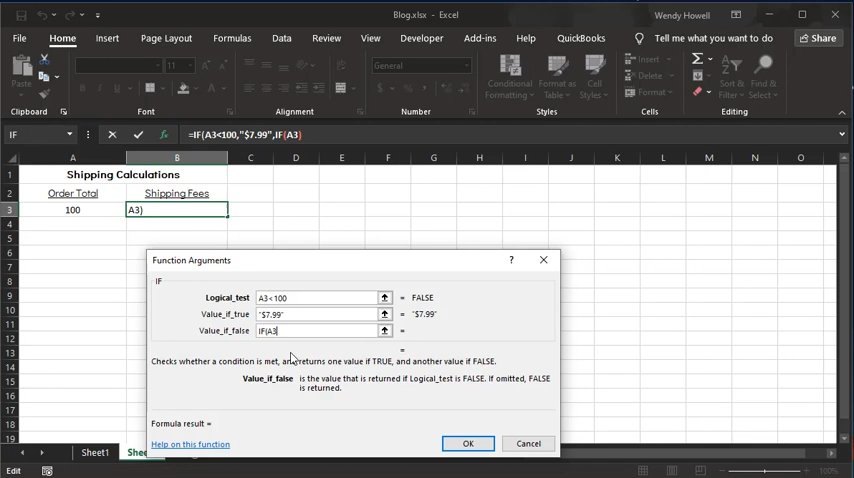 Blog.xlsx - Excel
Wendy Howell
File Home Insert Page Layout Formulas Data Review View Developer Add-ins Help QuickBooks Tell me what you want to do Share
Paste
11
A A
General
Conditional Formatting
Format as Table
Cell Styles
Insert
Delete
Format
Sort & Filter
Find & Select
B I U
$ % ,
Clipboard Font Alignment Number Styles Cells Editing
IF fx =IF(A3<100,"$7.99",IF(A3)
A B C D E F G H I J K L M N O
1 Shipping Calculations
2 Order Total Shipping Fees
3 100 A3)
4
5
6
7
8
9
10
11
12
13
14
15
16
17
18
19
Function Arguments ?
IF
Logical_test A3<100 = FALSE
Value_if_true "$7.99" = "$7.99"
Value_if_false IF(A3 =
=
Checks whether a condition is met, and returns one value if TRUE, and another value if FALSE.
Value_if_false is the value that is returned if Logical_test is FALSE. If omitted, FALSE
is returned.
Formula result =
Help on this function OK Cancel
Sheet1 Shee
Edit 100%